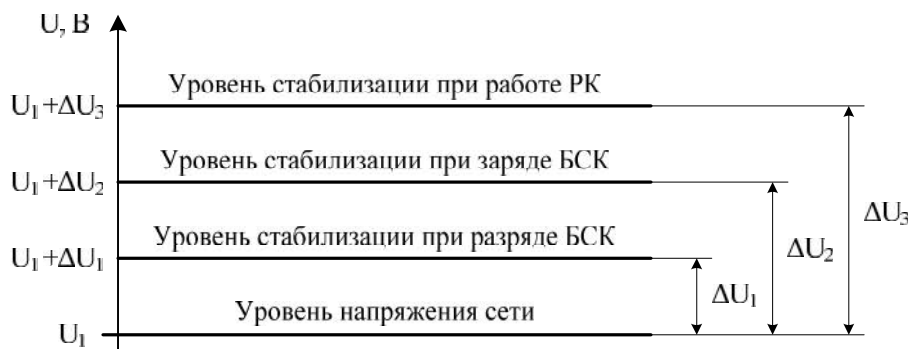 U, В
Уровень стабилизации при работе РК
U₁+ΔU₃
Уровень стабилизации при заряде БСК
U₁+ΔU₂
ΔU₃
Уровень стабилизации при разряде БСК
ΔU₂
U₁+ΔU₁
ΔU₁
Уровень напряжения сети
U₁